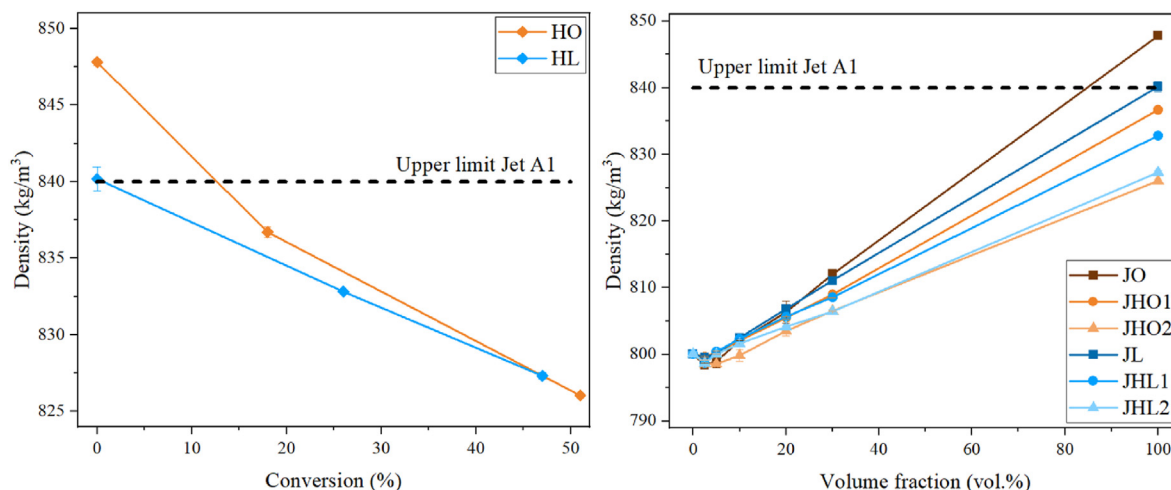 850
845
840
835
830
825
0
10
20
30
40
50
Density (kg/m³)
Conversion (%)
HO
HL
Upper limit Jet A1
850
840
830
820
810
800
790
0
20
40
60
80
100
Density (kg/m³)
Volume fraction (vol.%)
Upper limit Jet A1
JO
JHO1
JHO2
JL
JHL1
JHL2